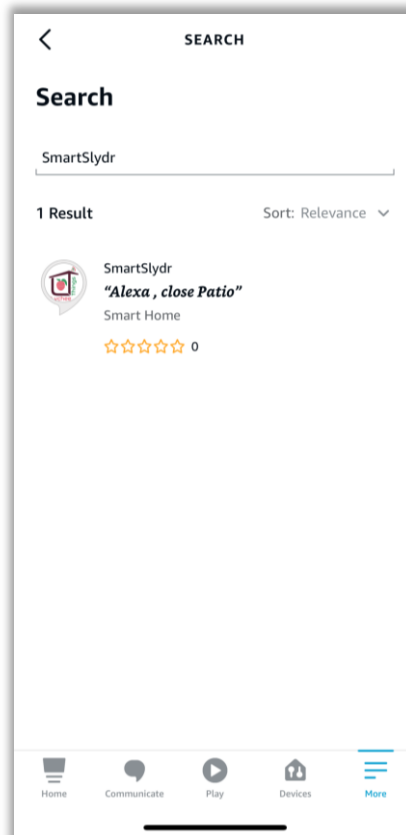 SEARCH
Search
SmartSlydr
1 Result
Sort: Relevance
SmartSlydr
“Alexa , close Patio”
Smart Home
0
Home
Communicate
Play
Devices
More